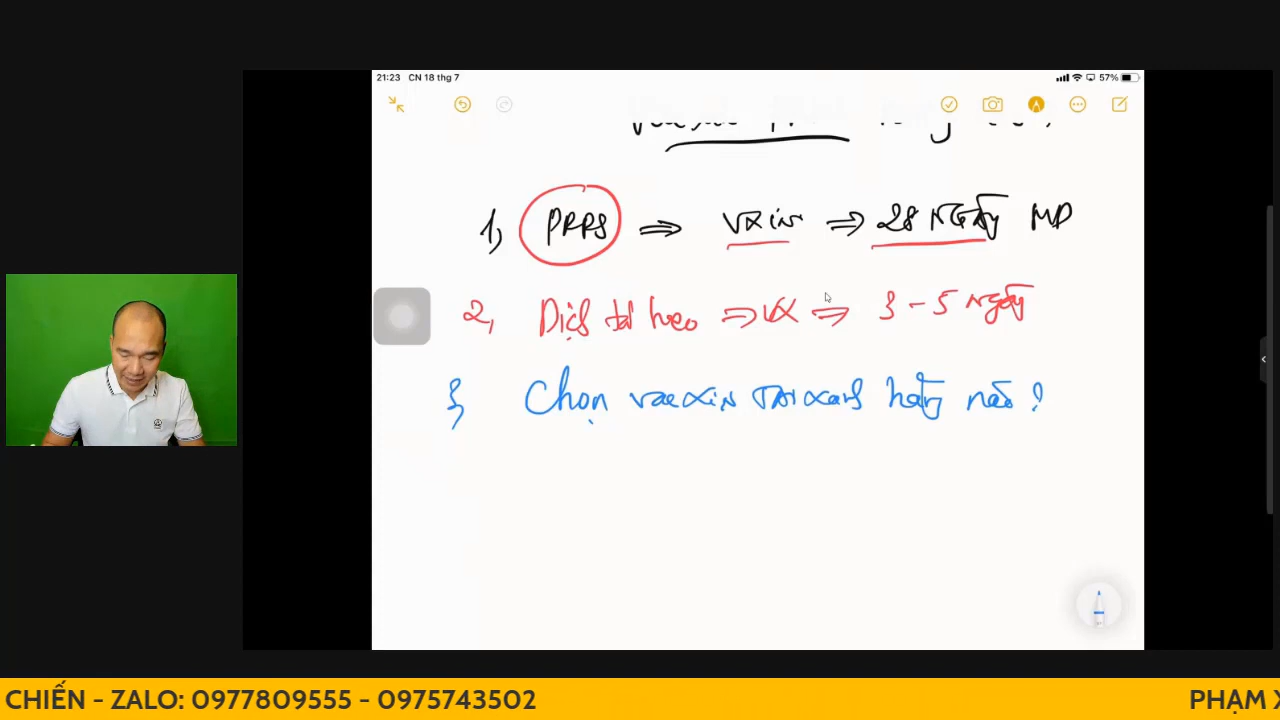 21:23 CN 18 thg 7 57%
1, PRRS ⇒ VXin ⇒ 28 Ngày MD
2, Dịch tả heo ⇒ VX ⇒ 3 - 5 Ngày
3, Chọn vacxin TAI xanh hãng nào?
CHIẾN - ZALO: 0977809555 - 0975743502 PHẠM X